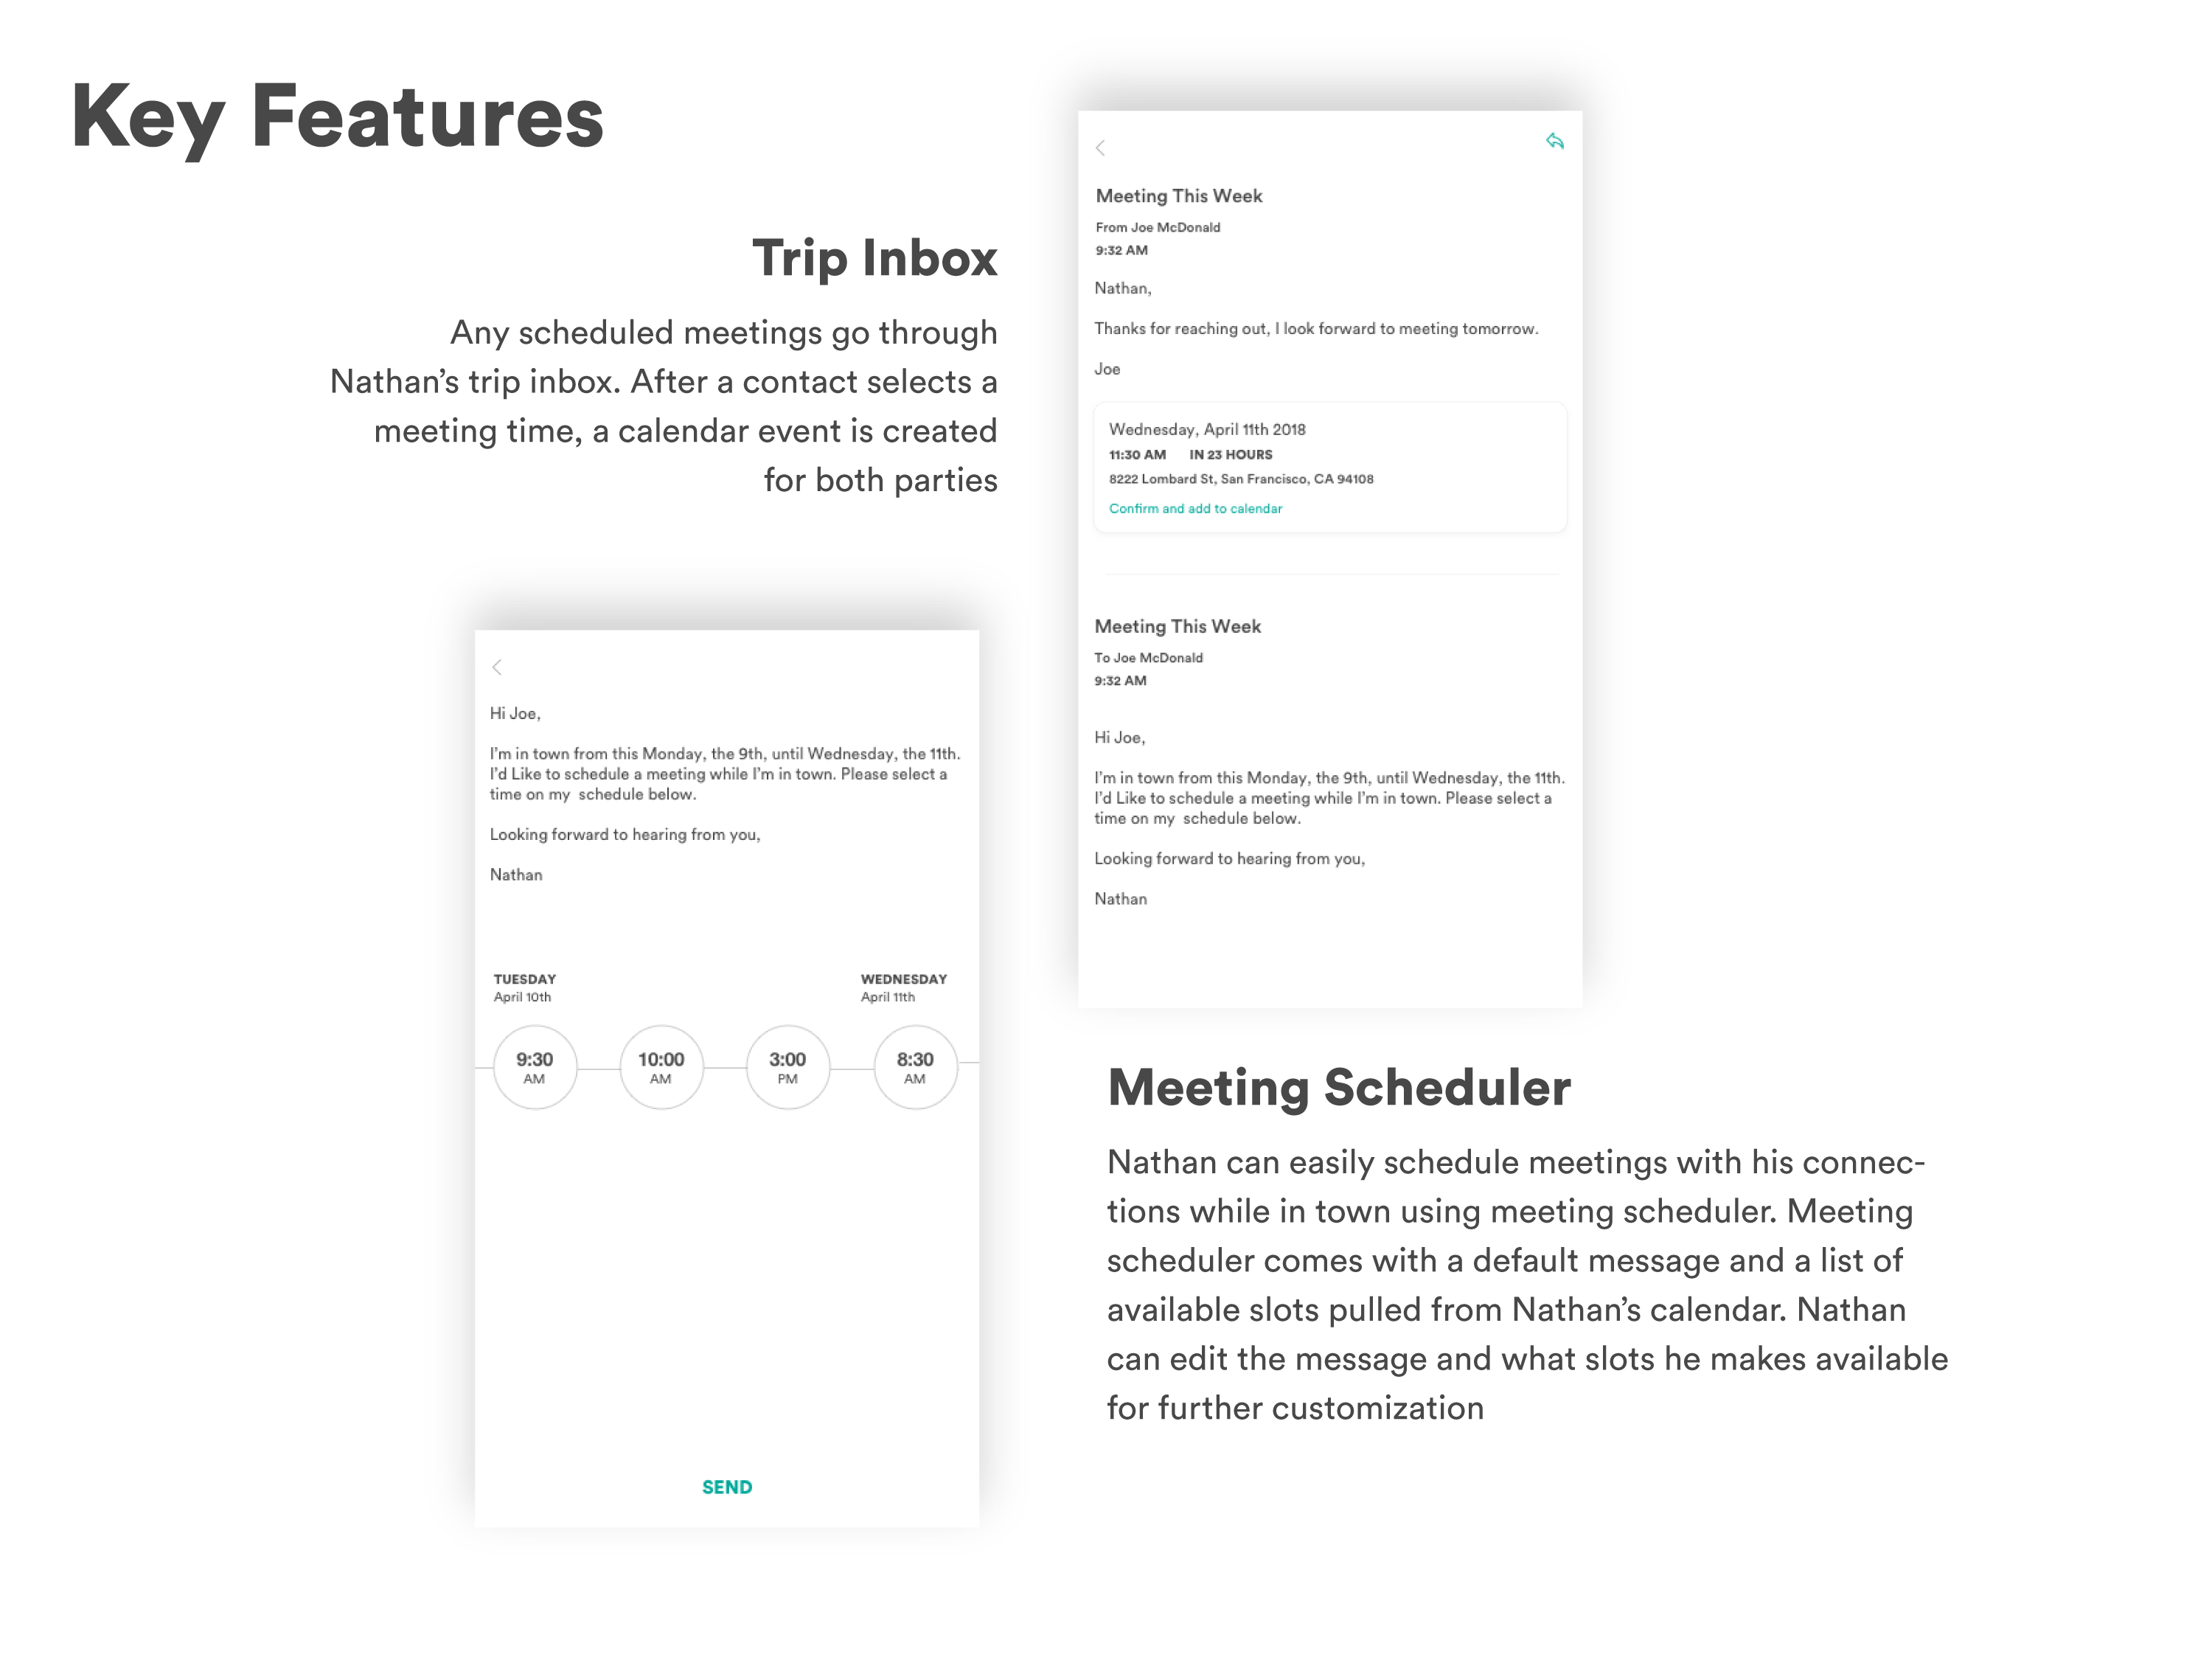 Key Features
Trip Inbox
Any scheduled meetings go through
Nathan’s trip inbox. After a contact selects a
meeting time, a calendar event is created
for both parties
Meeting This Week
From Joe McDonald
9:32 AM
Nathan,
Thanks for reaching out, I look forward to meeting tomorrow.
Joe
Wednesday, April 11th 2018
11:30 AM IN 23 HOURS
8222 Lombard St, San Francisco, CA 94108
Confirm and add to calendar
Meeting This Week
To Joe McDonald
9:32 AM
Hi Joe,
I’m in town from this Monday, the 9th, until Wednesday, the 11th.
I’d Like to schedule a meeting while I’m in town. Please select a
time on my  schedule below.
Looking forward to hearing from you,
Nathan
Hi Joe,
I’m in town from this Monday, the 9th, until Wednesday, the 11th.
I’d Like to schedule a meeting while I’m in town. Please select a
time on my  schedule below.
Looking forward to hearing from you,
Nathan
TUESDAY WEDNESDAY
April 10th April 11th
9:30 10:00 3:00 8:30
AM AM PM AM
SEND
Meeting Scheduler
Nathan can easily schedule meetings with his connec-
tions while in town using meeting scheduler. Meeting
scheduler comes with a default message and a list of
available slots pulled from Nathan’s calendar. Nathan
can edit the message and what slots he makes available
for further customization